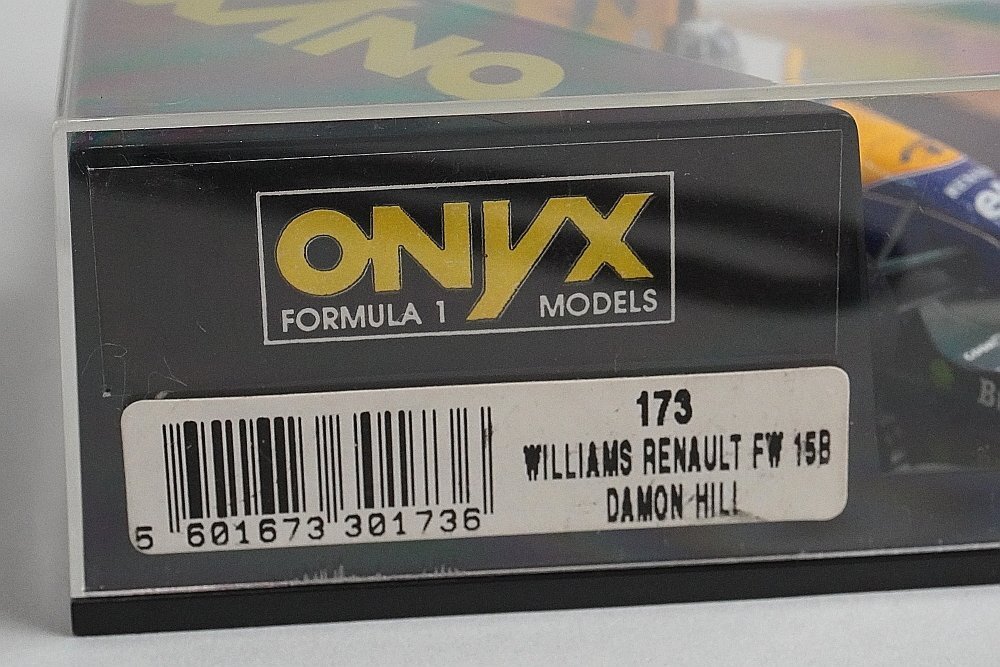 ONYX
FORMULA 1 MODELS
173
WILLIAMS RENAULT FW 15B
DAMON HILL
5 601673 301736